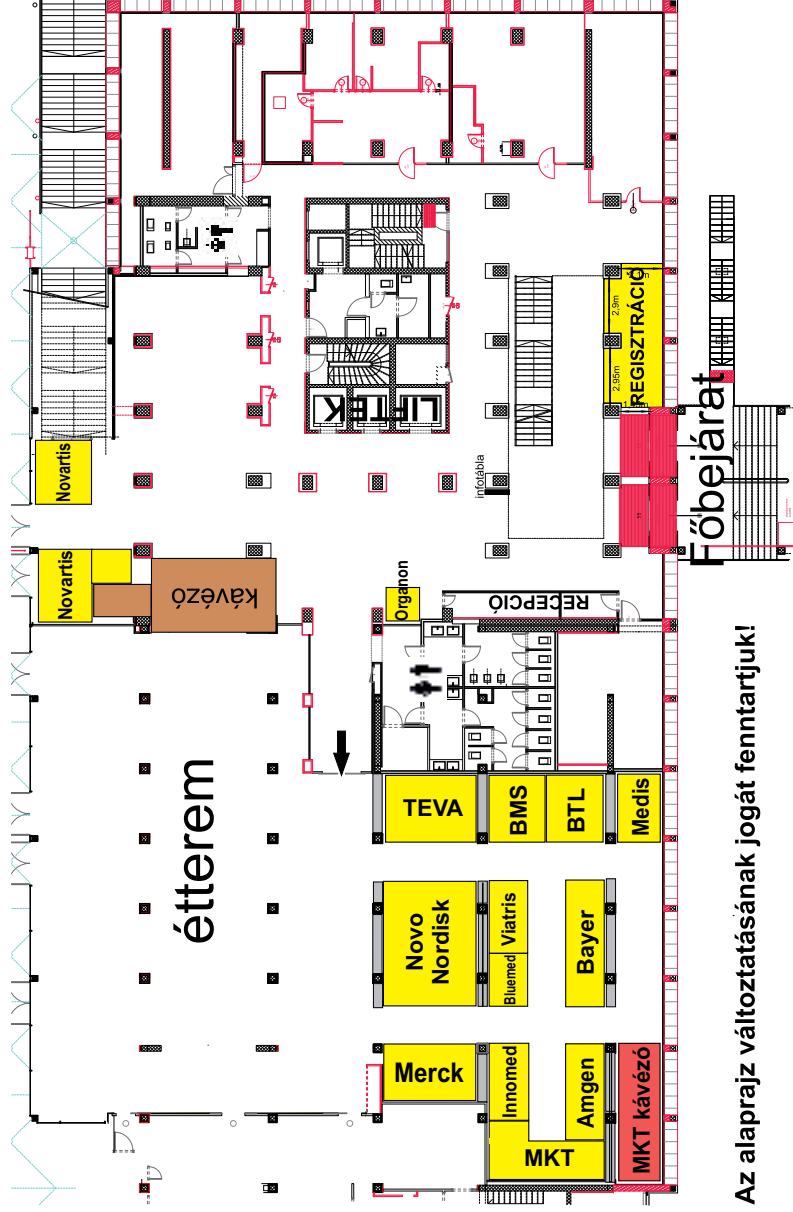 Novartis
Novartis
kávézó
LIFTEK
infotábla
2,9m
2,95m
REGISZTRÁCIÓ
Főbejárat
Organon
RECEPCIÓ
étterem
TEVA
BMS
BTL
Medis
Novo
Nordisk
Viatris
Bluemed
Bayer
Merck
Innomed
Amgen
MKT
MKT kávézó
Az alaprajz változtatásának jogát fenntartjuk!